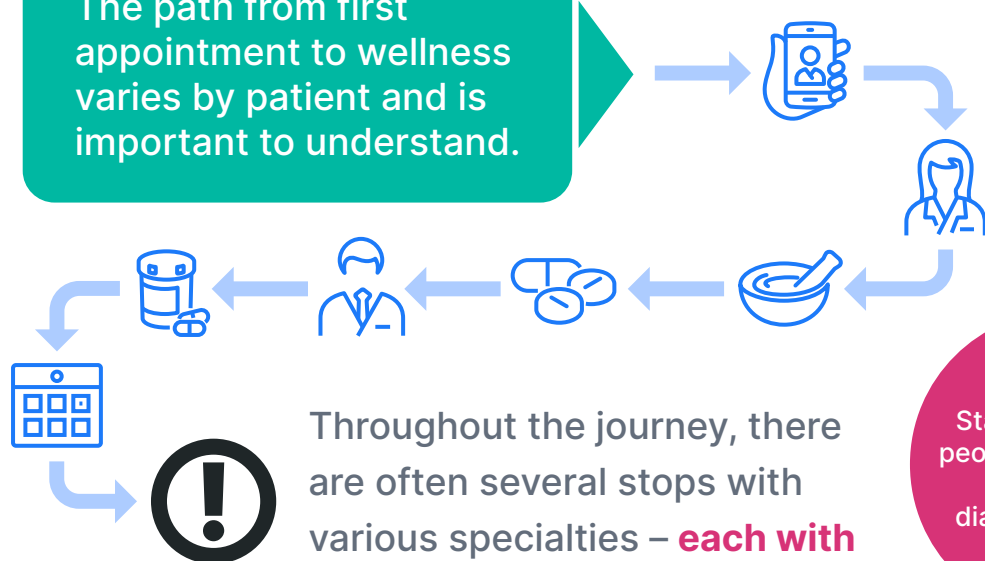 The path from first
appointment to wellness
varies by patient and is
important to understand.
Throughout the journey, there
are often several stops with
various specialties – each with